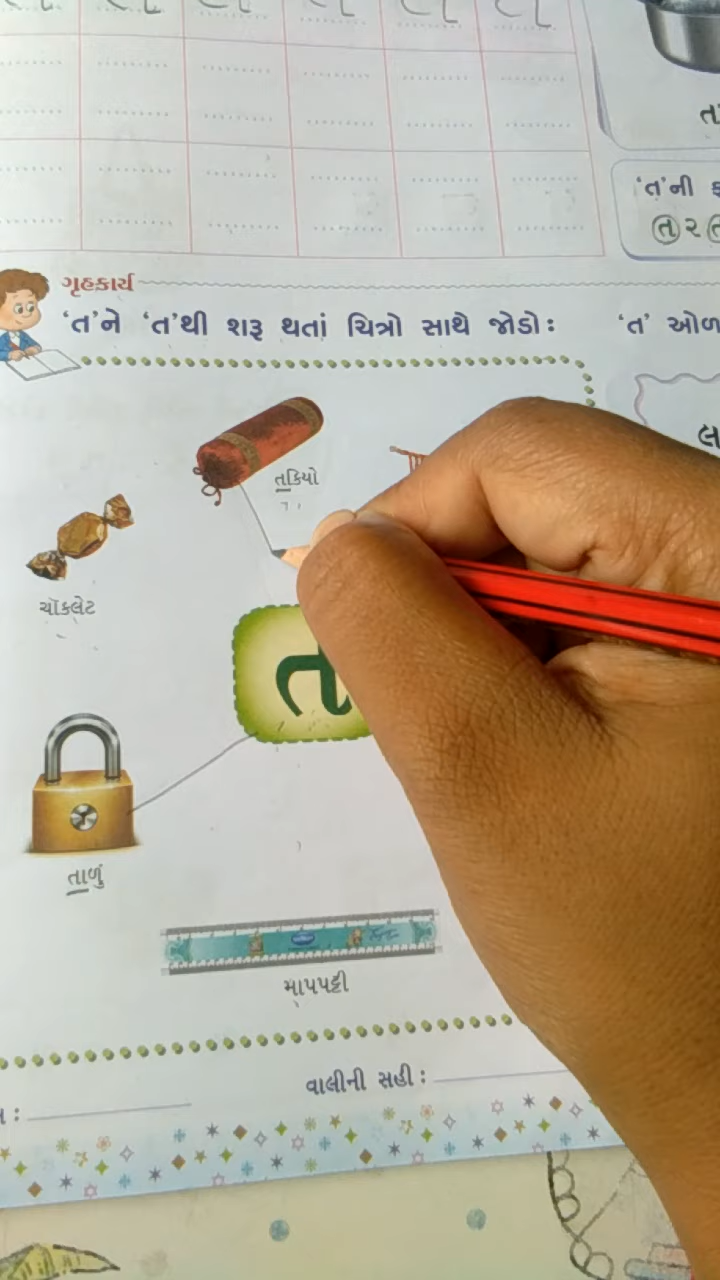 ત
'ત'ની
ત ર ત
ગૃહકાર્ય
'ત'ને 'ત'થી શરૂ થતાં ચિત્રો સાથે જોડો :
'ત' ઓળ
લ
તકિયો
ચૉકલેટ
ત
તાળું
માપપટ્ટી
વાલીની સહી :